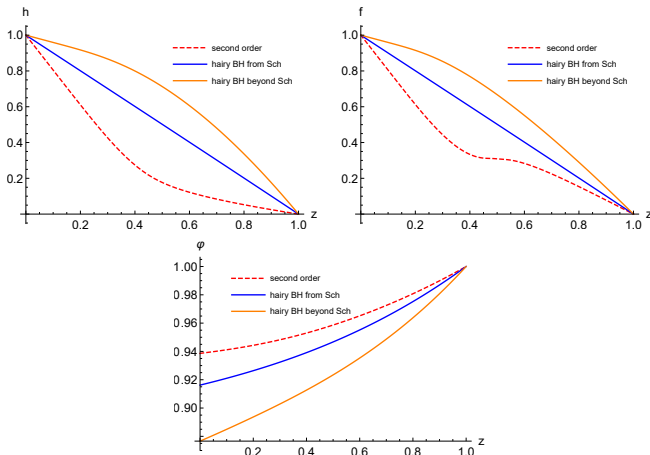 h
1.0
0.8
0.6
0.4
0.2
0.2 0.4 0.6 0.8 1.0 z
second order
hairy BH from Sch
hairy BH beyond Sch
f
1.0
0.8
0.6
0.4
0.2
0.2 0.4 0.6 0.8 1.0 z
second order
hairy BH from Sch
hairy BH beyond Sch
φ
1.00
0.98
0.96
0.94
0.92
0.90
0.2 0.4 0.6 0.8 1.0 z
second order
hairy BH from Sch
hairy BH beyond Sch